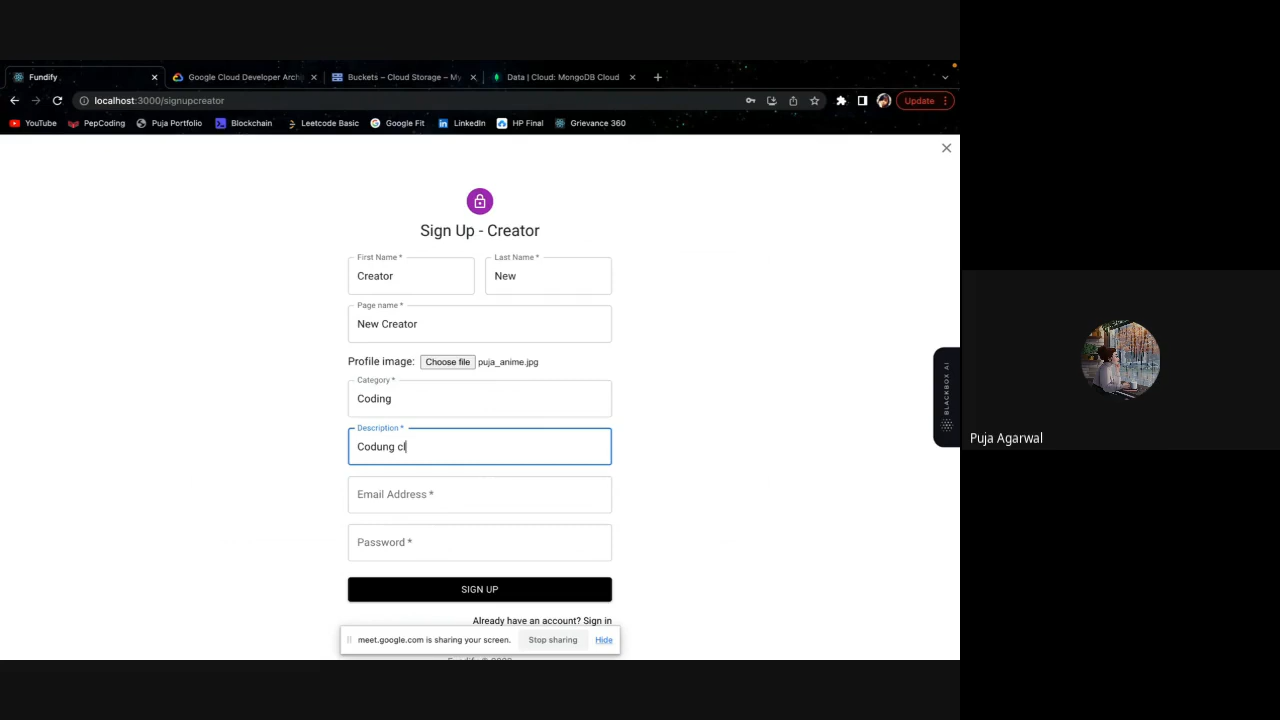 Fundify
Google Cloud Developer Archi
Buckets – Cloud Storage – My
Data | Cloud: MongoDB Cloud
localhost:3000/signupcreator
Update
YouTube
PepCoding
Puja Portfolio
Blockchain
Leetcode Basic
Google Fit
LinkedIn
HP Final
Grievance 360
Sign Up - Creator
First Name *
Creator
Last Name *
New
Page name *
New Creator
Profile image: Choose file puja_anime.jpg
Category *
Coding
Description *
Codung cl
Email Address *
Password *
SIGN UP
Already have an account? Sign in
meet.google.com is sharing your screen. Stop sharing Hide
BLACKBOX AI
Puja Agarwal